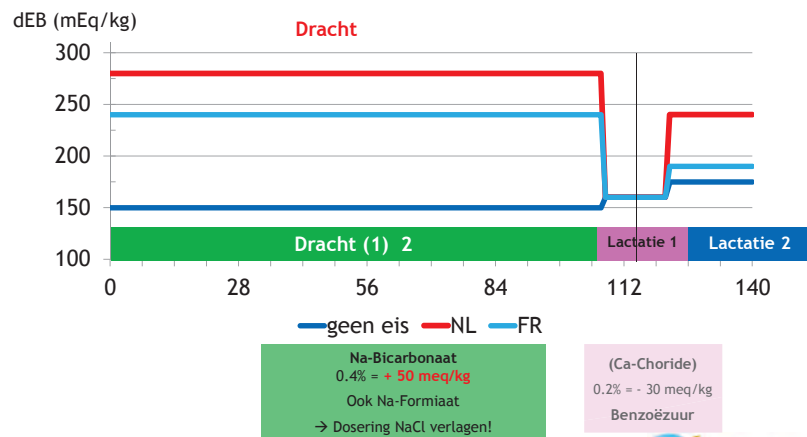 dEB (mEq/kg)
Dracht
300
250
200
150
100
Dracht (1) 2
Lactatie 1
Lactatie 2
0 28 56 84 112 140
geen eis NL FR
Na-Bicarbonaat
0.4% = + 50 meq/kg
Ook Na-Formiaat
→ Dosering NaCl verlagen!
(Ca-Choride)
0.2% = - 30 meq/kg
Benzoëzuur